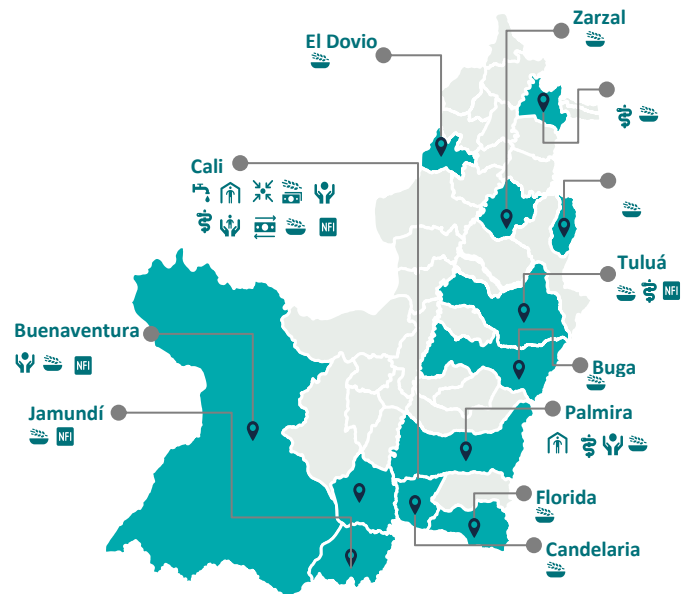 Zarzal
El Dovio
Cali
NFI
Tuluá
NFI
Buenaventura
NFI
Buga
Jamundí
NFI
Palmira
Florida
Candelaria